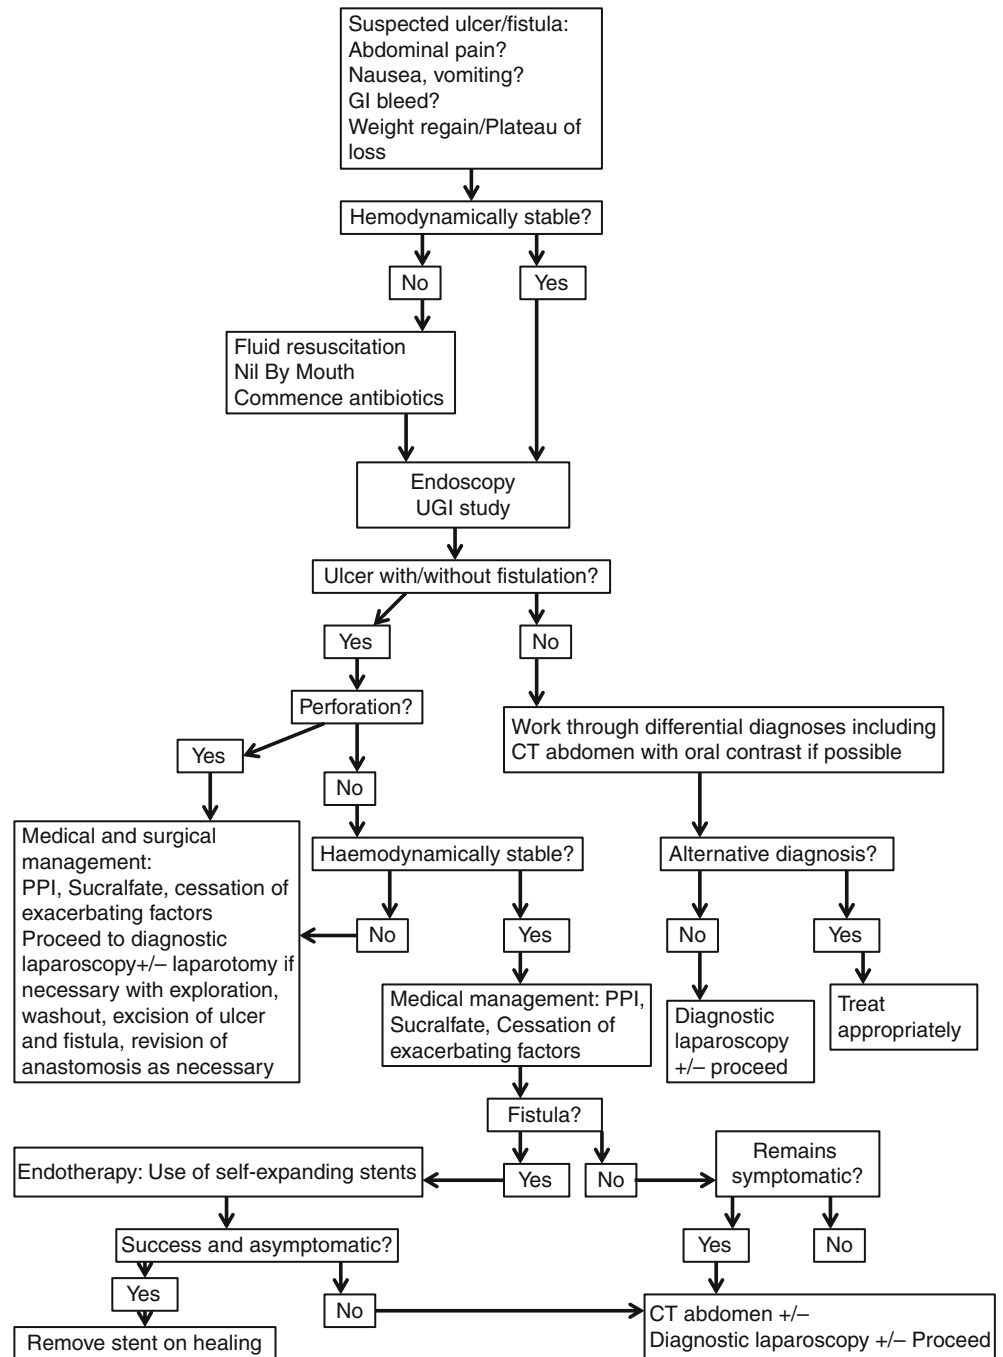 Suspected ulcer/fistula:
Abdominal pain?
Nausea, vomiting?
GI bleed?
Weight regain/Plateau of
loss
Hemodynamically stable?
No
Yes
Fluid resuscitation
Nil By Mouth
Commence antibiotics
Endoscopy
UGI study
Ulcer with/without fistulation?
Yes
No
Perforation?
Work through differential diagnoses including
CT abdomen with oral contrast if possible
Yes
No
Medical and surgical
management:
PPI, Sucralfate, cessation of
exacerbating factors
Proceed to diagnostic
laparoscopy+/– laparotomy if
necessary with exploration,
washout, excision of ulcer
and fistula, revision of
anastomosis as necessary
Haemodynamically stable?
Alternative diagnosis?
No
Yes
No
Yes
Medical management: PPI,
Sucralfate, Cessation of
exacerbating factors
Diagnostic
laparoscopy
+/– proceed
Treat
appropriately
Fistula?
Endotherapy: Use of self-expanding stents
Yes
No
Remains
symptomatic?
Success and asymptomatic?
Yes
No
Yes
No
Remove stent on healing
CT abdomen +/–
Diagnostic laparoscopy +/– Proceed